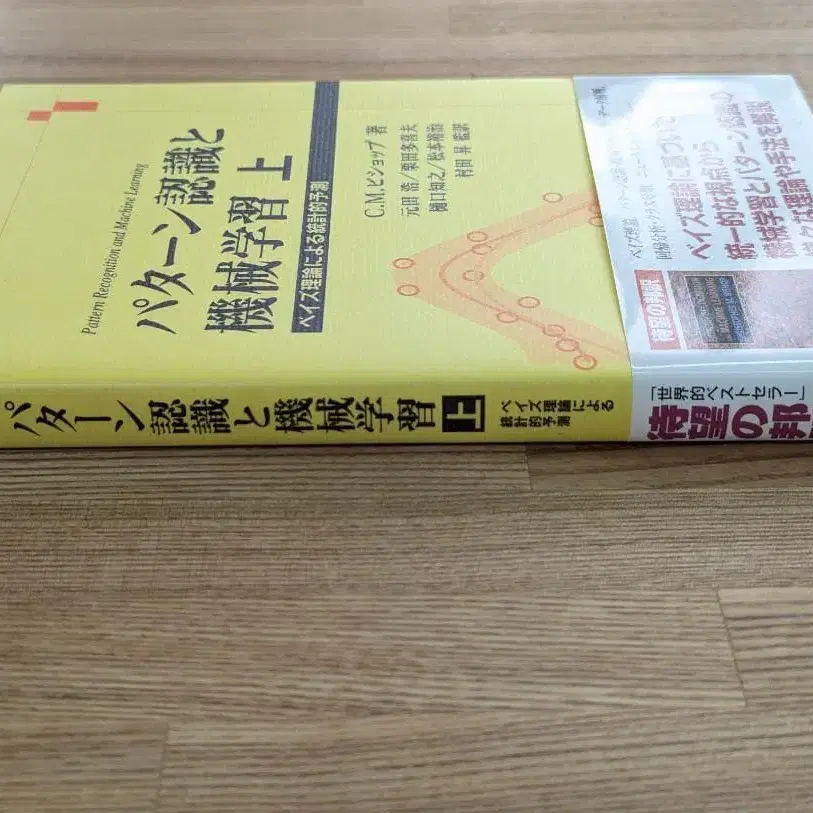 Pattern Recognition and Machine Learning
パターン認識と
機械学習 上
ベイズ理論による統計的予測
C.M.ビショップ 著
元田 浩/栗田多喜夫
樋口知之/松本裕治
村田 昇 監訳
ベイズ理論に基づいた
統一的な視点から
機械学習とパターン認識の
様々な理論や手法を解説
待望の邦訳
パターン認識と機械学習 上
ベイズ理論による
統計的予測
「世界的ベストセラー」
待望の邦